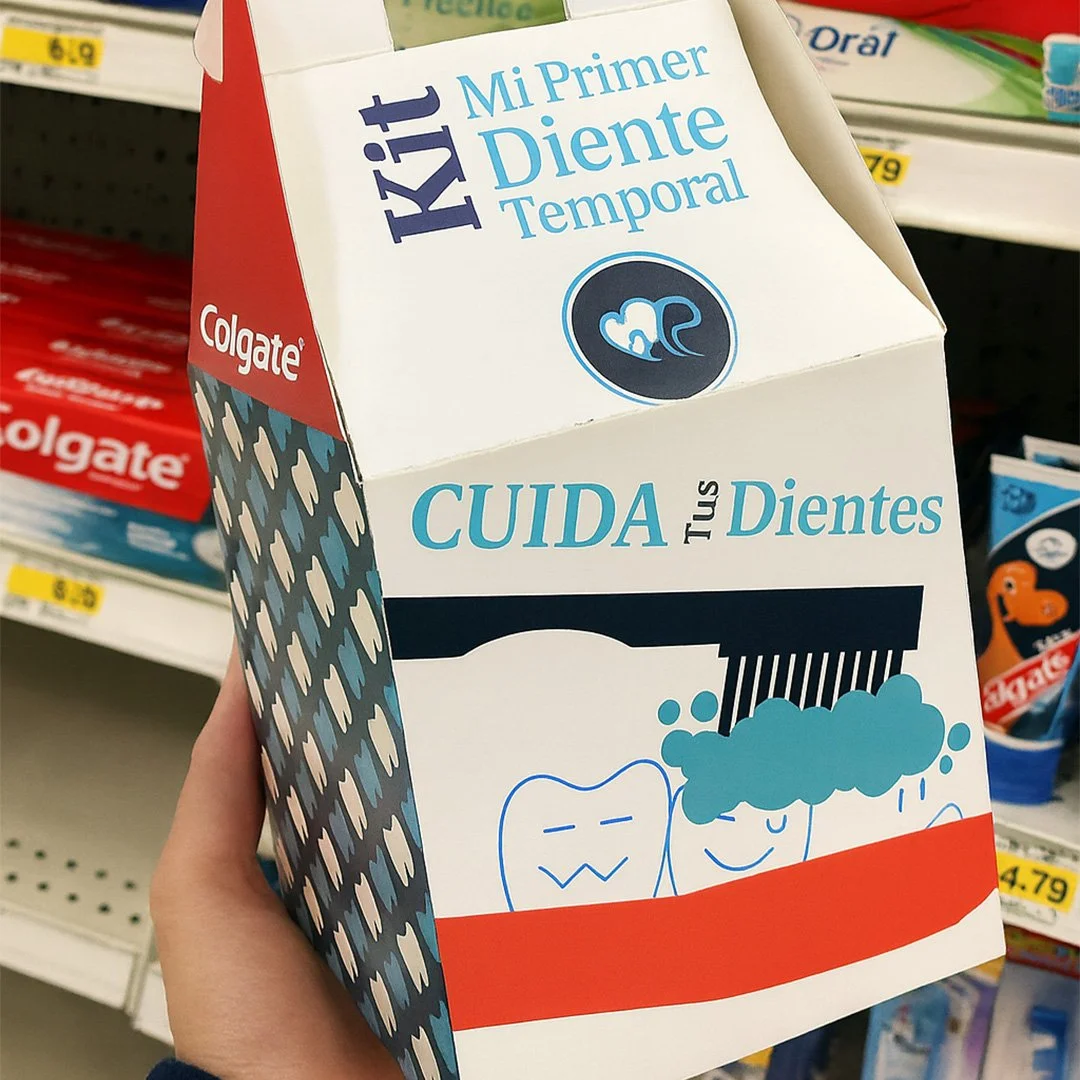 6.9
Oral
Kit
Mi Primer
Diente
Temporal
79
Colgate
Colgate
CUIDA Tus Dientes
4.79